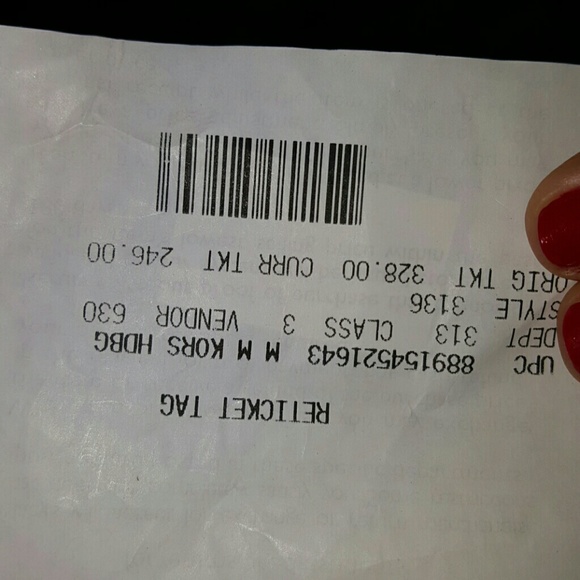 RETICKET TAG
UPC 889154521643 M M KORS HDBG
DEPT 313 CLASS 3 VENDOR 630
STYLE 3136
ORIG TKT 328.00 CURR TKT 246.00